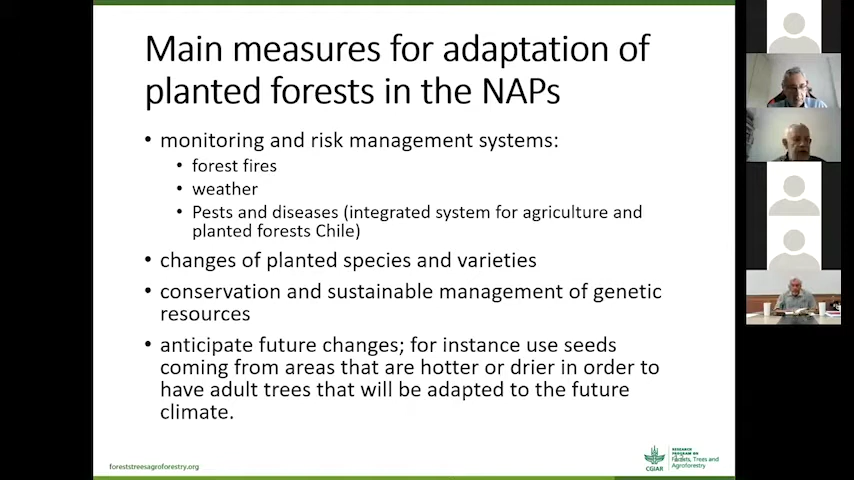 Main measures for adaptation of
planted forests in the NAPs
• monitoring and risk management systems:
• forest fires
• weather
• Pests and diseases (integrated system for agriculture and
planted forests Chile)
• changes of planted species and varieties
• conservation and sustainable management of genetic
resources
• anticipate future changes; for instance use seeds
coming from areas that are hotter or drier in order to
have adult trees that will be adapted to the future
climate.
foreststreesagroforestry.org
CGIAR
RESEARCH
PROGRAM ON
Forests, Trees and
Agroforestry